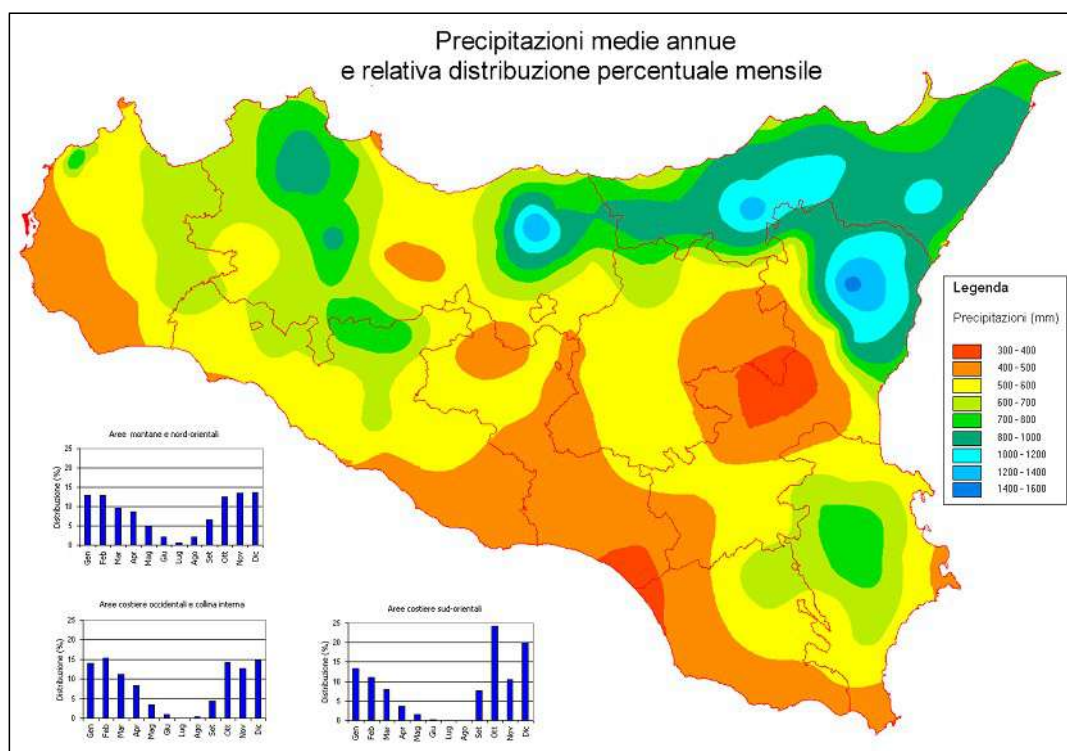 Precipitazioni medie annue
e relativa distribuzione percentuale mensile
Legenda
Precipitazioni (mm)
300 - 400
400 - 500
500 - 600
600 - 700
700 - 800
800 - 1000
1000 - 1200
1200 - 1400
1400 - 1600
Aree montane e nord-orientali
Distribuzione (%)
25
20
15
10
5
0
Gen Feb Mar Apr Mag Giu Lug Ago Set Ott Nov Dic
Aree costiere occidentali e collina interna
Distribuzione (%)
25
20
15
10
5
0
Gen Feb Mar Apr Mag Giu Lug Ago Set Ott Nov Dic
Aree costiere sud-orientali
Distribuzione (%)
25
20
15
10
5
0
Gen Feb Mar Apr Mag Giu Lug Ago Set Ott Nov Dic